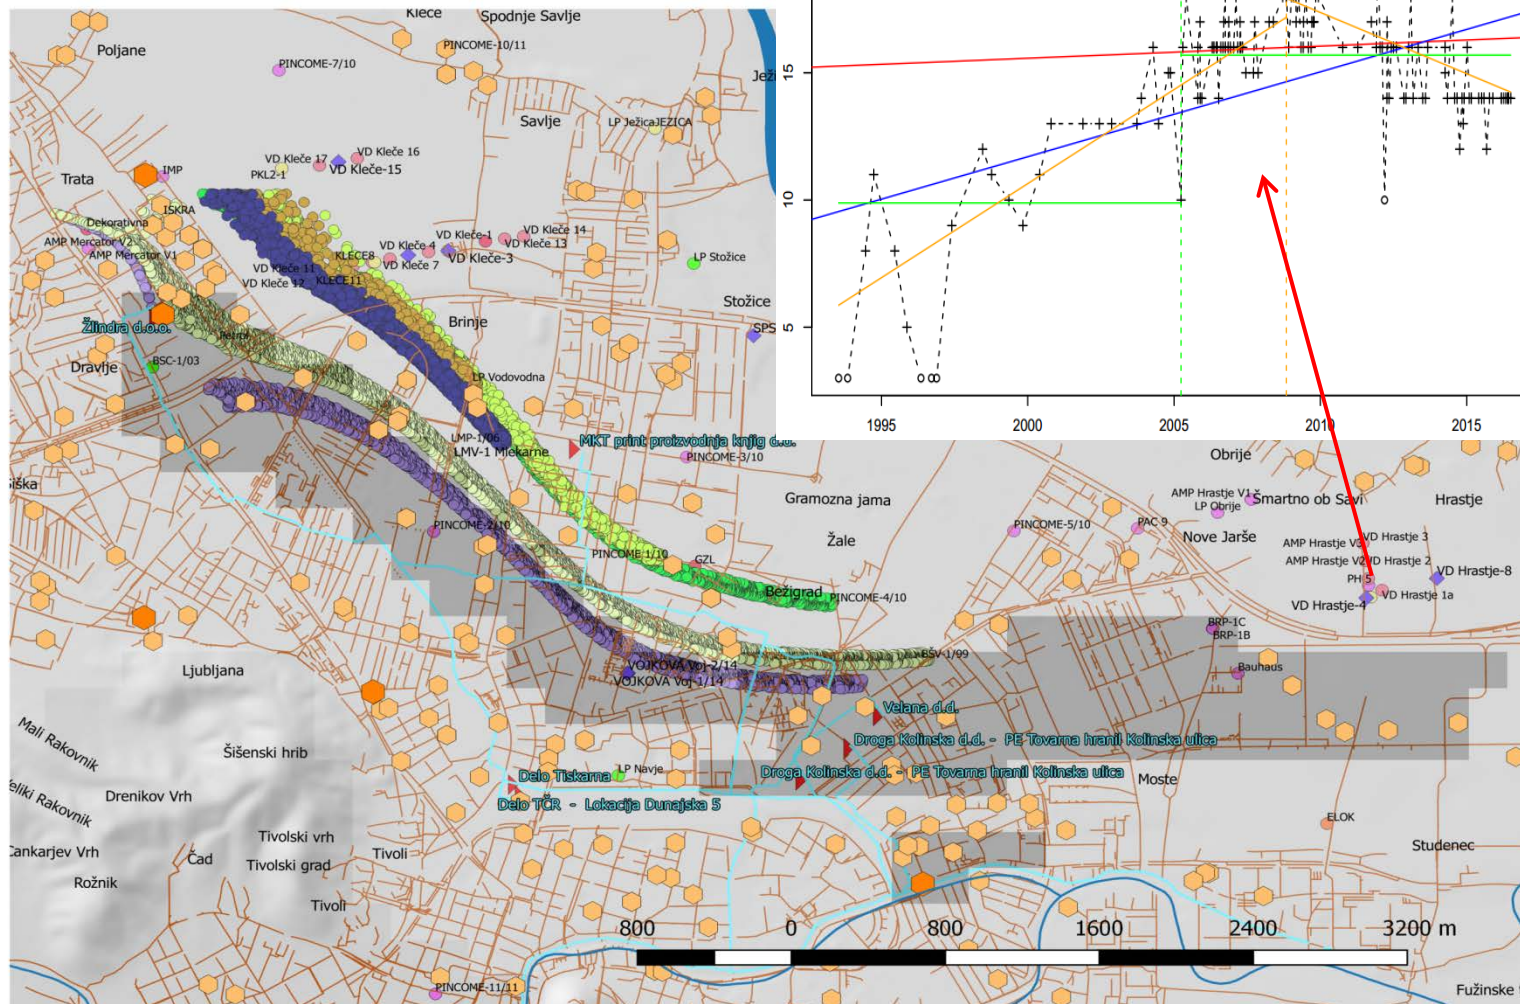 Kleče
Spodnje Savlje
Poljane
PINCOME-10/11
PINCOME-7/10
Savlje
LP JežicaJEZICA
VD Kleče 17
VD Kleče 16
VD Kleče-15
PKL2-1
IMP
Trata
ISKRA
Dekorativna
AMP Mercator V2
AMP Mercator V1
VD Kleče-1
VD Kleče 14
VD Kleče 13
VD Kleče 4
VD Kleče-3
KLECE8
VD Kleče 7
VD Kleče 11
VD Kleče 12
KLECE11
LP Stožice
Stožice
Brinje
Žlindra d.o.o.
Petrol
BSC-1/03
Dravlje
LP Vodovodna
LMP-1/06
LMV-1 Mlekarne
MKT print proizvodnja knjig d.d.
PINCOME-3/10
15
10
5
1995
2000
2005
2010
2015
Obrije
Gramozna jama
AMP Hrastje V1
Šmartno ob Savi
LP Obrije
Hrastje
PINCOME-2/10
PINCOME-5/10
PAC 9
Žale
Nove Jarše
AMP Hrastje V3
VD Hrastje 3
PINCOME 1/10
GZL
AMP Hrastje V2
VD Hrastje 2
VD Hrastje-8
PH 5
Bežigrad
PINCOME-4/10
VD Hrastje 1a
VD Hrastje-4
BRP-1C
BRP-1B
BŠV-1/99
Bauhaus
Ljubljana
VOJKOVA Voj-2/14
VOJKOVA Voj-1/14
Velana d.d.
Mali Rakovnik
Šišenski hrib
Droga Kolinska d.d. - PE Tovarna hranil Kolinska ulica
LP Navje
Delo Tiskarna
Droga Kolinska d.d. - PE Tovarna hranil Kolinska ulica
Moste
Drenikov Vrh
Delo TČR - Lokacija Dunajska 5
ELOK
Tivolski vrh
Studenec
Cankarjev Vrh
Čad
Tivolski grad
Tivoli
Rožnik
Tivoli
800
0
800
1600
2400
3200 m
PINCOME-11/11
Fužinske